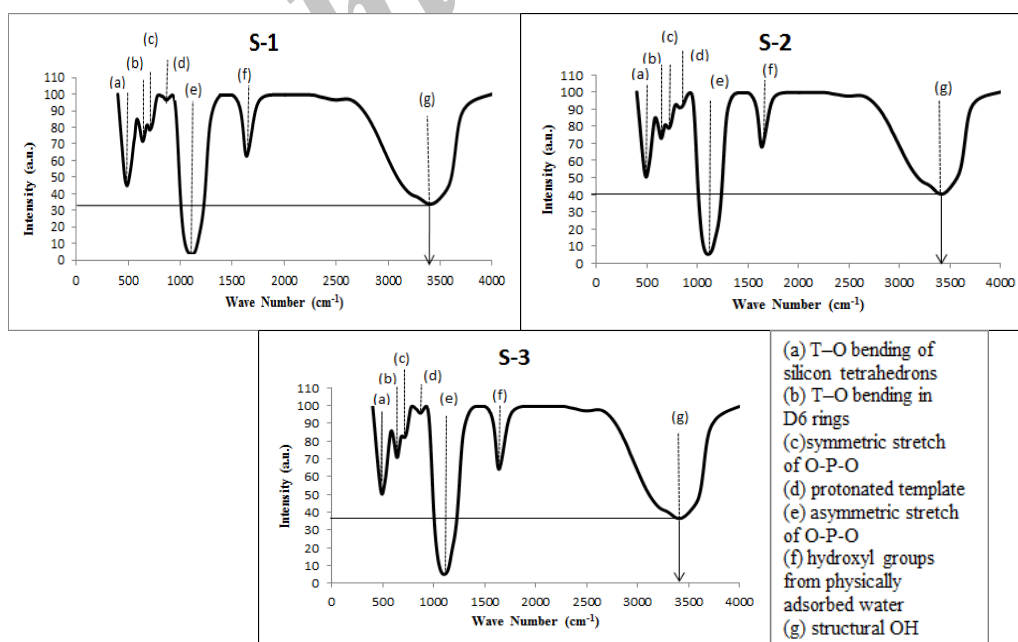 S-1
(c)
(b)
(d)
(a)
(e)
(f)
(g)
110
100
90
80
70
60
50
40
30
20
10
0
Intensity (a.u.)
0 500 1000 1500 2000 2500 3000 3500 4000
Wave Number (cm⁻¹)
S-2
(c)
(b)
(d)
(a)
(e)
(f)
(g)
110
100
90
80
70
60
50
40
30
20
10
0
Intensity (a.u.)
0 500 1000 1500 2000 2500 3000 3500 4000
Wave Number (cm⁻¹)
S-3
(c)
(b)
(d)
(a)
(e)
(f)
(g)
110
100
90
80
70
60
50
40
30
20
10
0
Intensity (a.u.)
0 500 1000 1500 2000 2500 3000 3500 4000
Wave Number (cm⁻¹)
(a) T–O bending of
silicon tetrahedrons
(b) T–O bending in
D6 rings
(c)symmetric stretch
of O-P-O
(d) protonated template
(e) asymmetric stretch
of O-P-O
(f) hydroxyl groups
from physically
adsorbed water
(g) structural OH